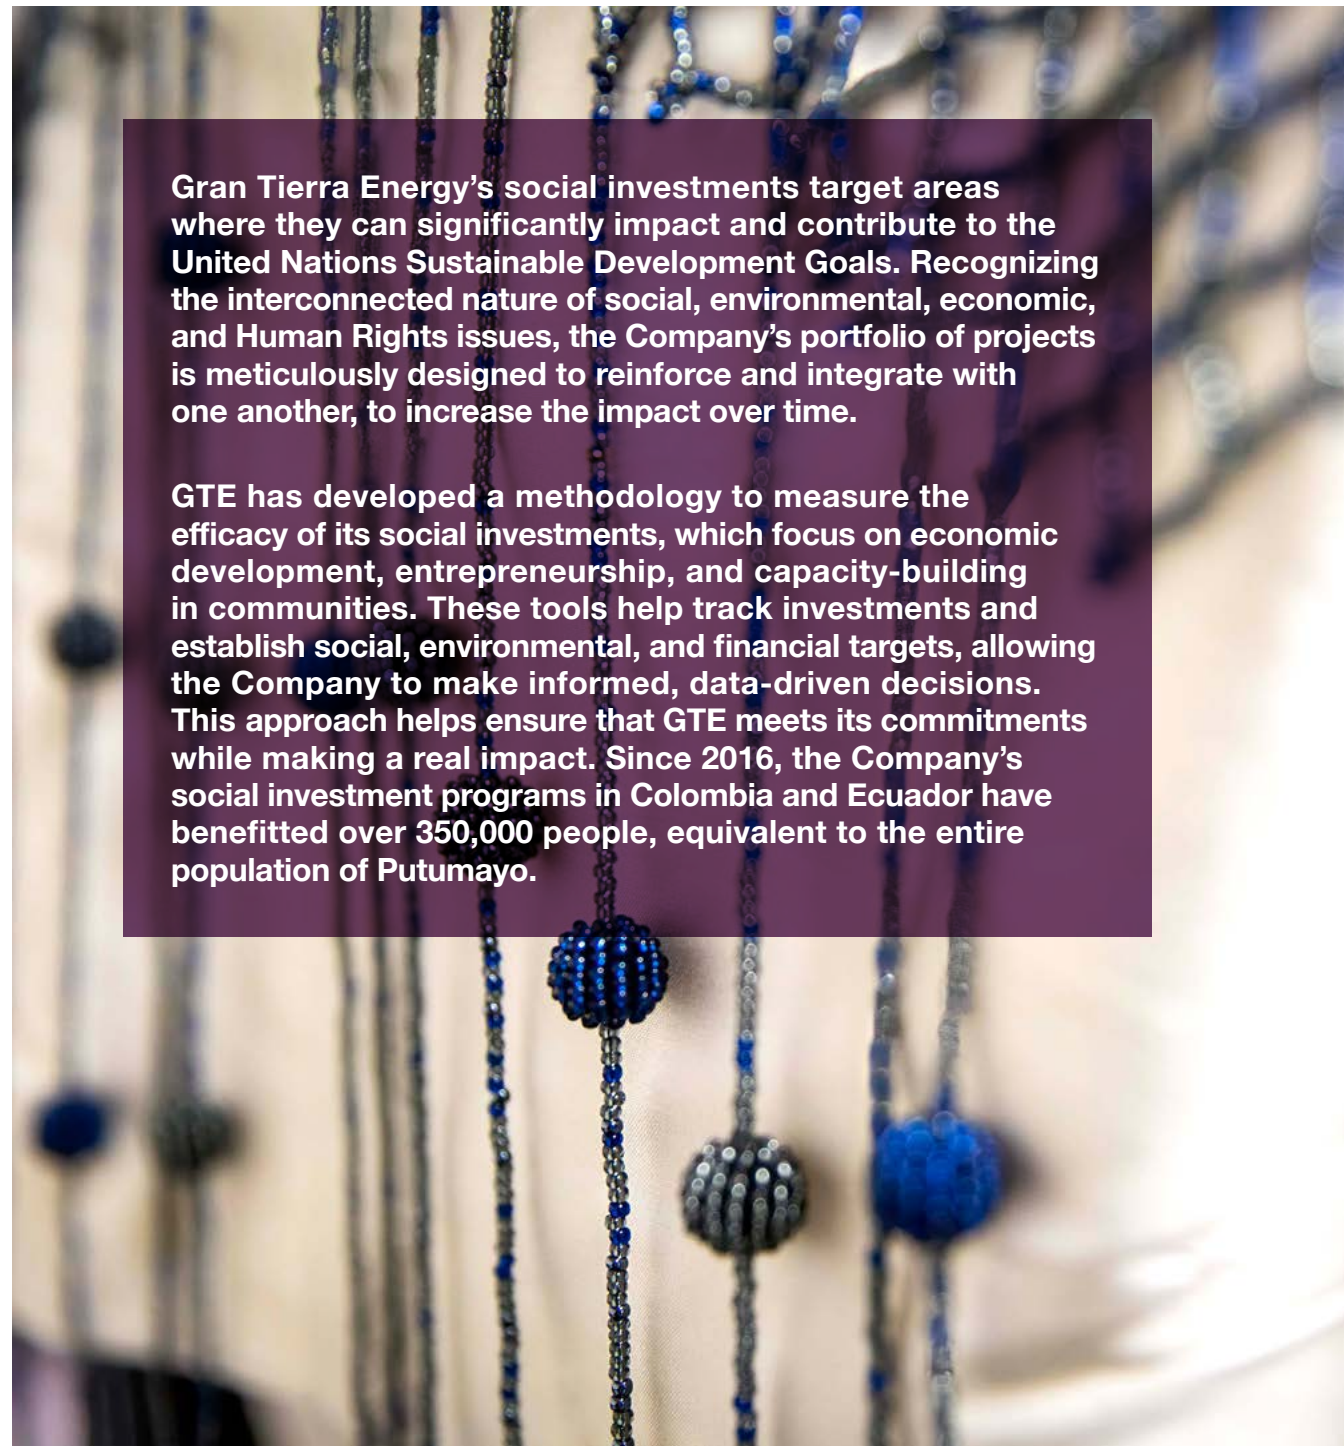 Gran Tierra Energy’s social investments target areas
where they can significantly impact and contribute to the
United Nations Sustainable Development Goals. Recognizing
the interconnected nature of social, environmental, economic,
and Human Rights issues, the Company’s portfolio of projects
is meticulously designed to reinforce and integrate with
one another, to increase the impact over time.
GTE has developed a methodology to measure the
efficacy of its social investments, which focus on economic
development, entrepreneurship, and capacity-building
in communities. These tools help track investments and
establish social, environmental, and financial targets, allowing
the Company to make informed, data-driven decisions.
This approach helps ensure that GTE meets its commitments
while making a real impact. Since 2016, the Company’s
social investment programs in Colombia and Ecuador have
benefitted over 350,000 people, equivalent to the entire
population of Putumayo.